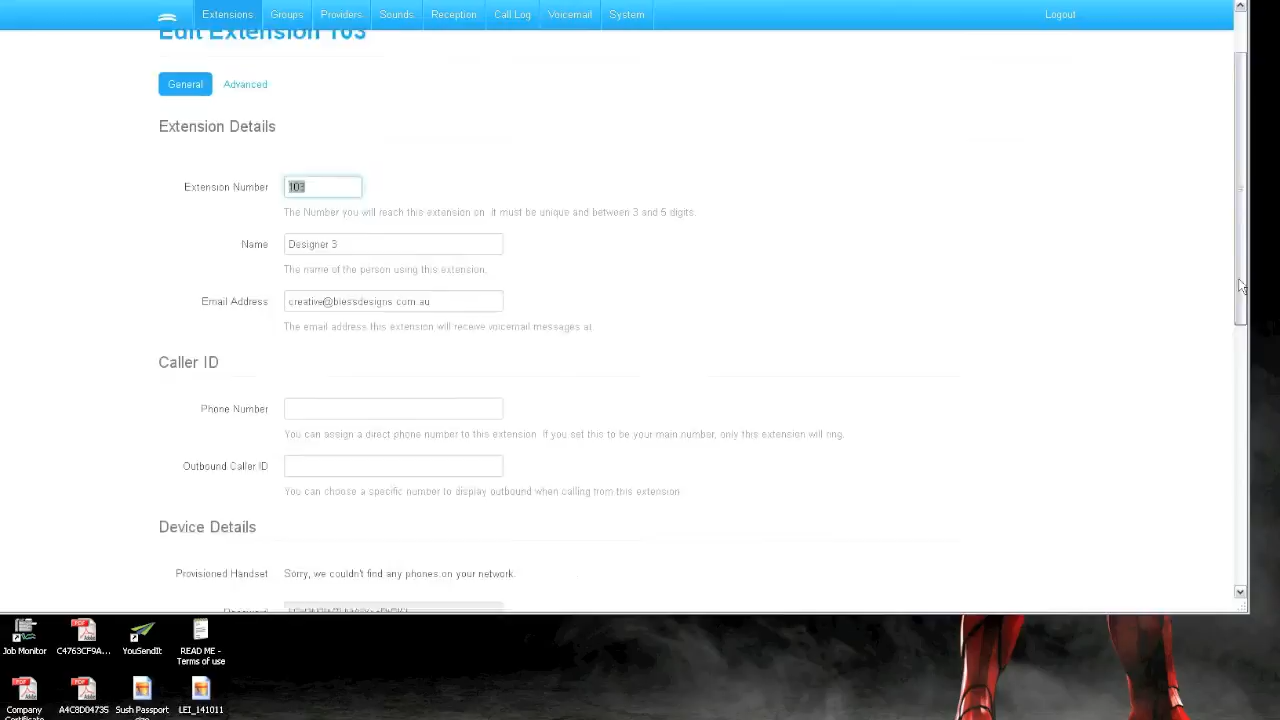 Extensions Groups Providers Sounds Reception Call Log Voicemail System Logout
Edit Extension 103
General Advanced
Extension Details
Extension Number 103
The Number you will reach this extension on. It must be unique and between 3 and 5 digits.
Name Designer 3
The name of the person using this extension.
Email Address creative@blessdesigns.com.au
The email address this extension will receive voicemail messages at.
Caller ID
Phone Number
You can assign a direct phone number to this extension. If you set this to be your main number, only this extension will ring.
Outbound Caller ID
You can choose a specific number to display outbound when calling from this extension.
Device Details
Provisioned Handset Sorry, we couldn't find any phones on your network.
Password
Job Monitor C4763CF9A... YouSendIt READ ME -
Terms of use
Company A4C8D04735 Sush Passport LEI_141011
Certificate